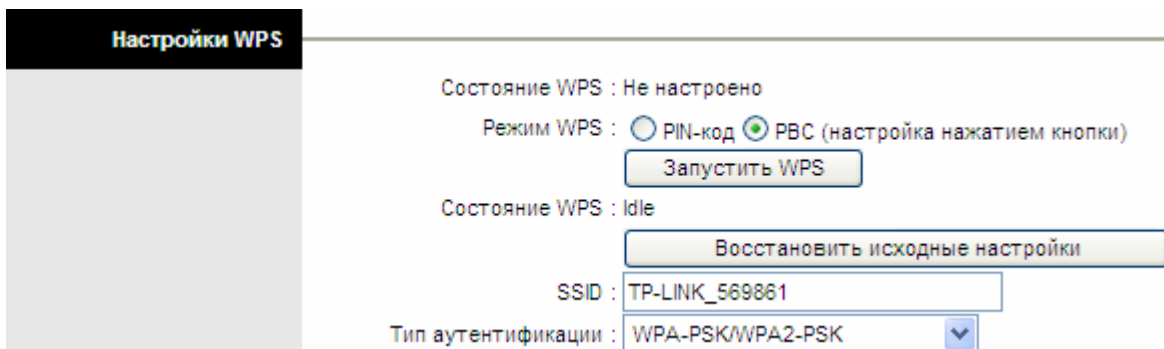 Настройки WPS
Состояние WPS : Не настроено
Режим WPS : PIN-код PBC (настройка нажатием кнопки)
Запустить WPS
Состояние WPS : Idle
Восстановить исходные настройки
SSID : TP-LINK_569861
Тип аутентификации : WPA-PSK/WPA2-PSK